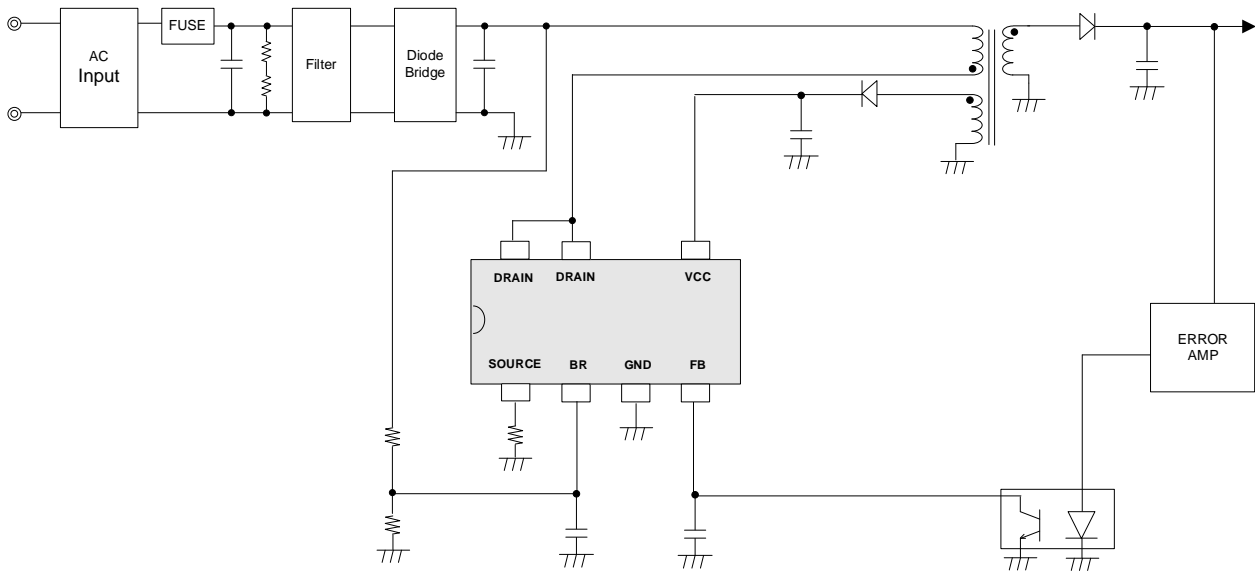 FUSE
AC
Input
Filter
Diode
Bridge
DRAIN
DRAIN
VCC
SOURCE
BR
GND
FB
ERROR
AMP